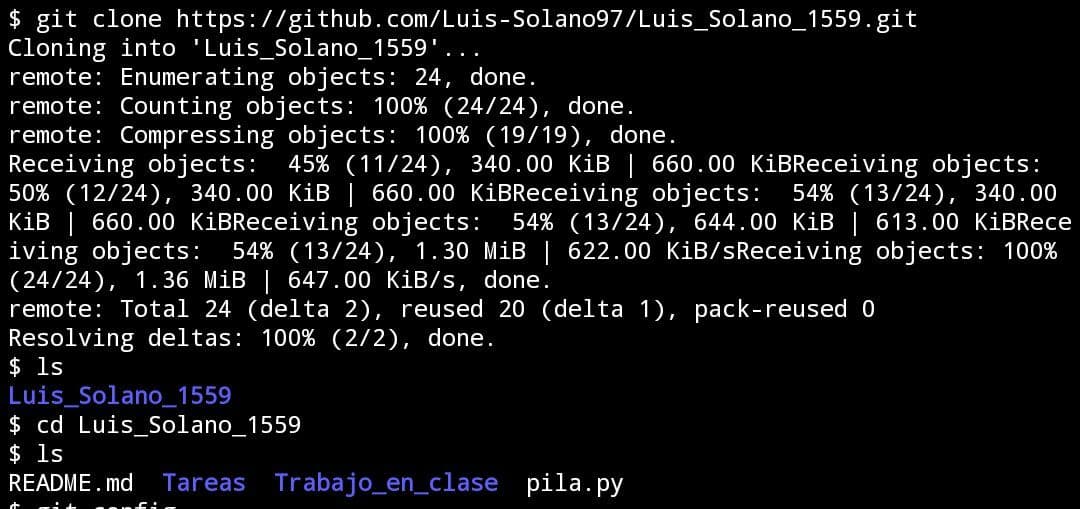 $ git clone https://github.com/Luis-Solano97/Luis_Solano_1559.git
Cloning into 'Luis_Solano_1559'...
remote: Enumerating objects: 24, done.
remote: Counting objects: 100% (24/24), done.
remote: Compressing objects: 100% (19/19), done.
Receiving objects:  45% (11/24), 340.00 KiB | 660.00 KiBReceiving objects:
50% (12/24), 340.00 KiB | 660.00 KiBReceiving objects:  54% (13/24), 340.00
KiB | 660.00 KiBReceiving objects:  54% (13/24), 644.00 KiB | 613.00 KiBRece
iving objects:  54% (13/24), 1.30 MiB | 622.00 KiB/sReceiving objects: 100%
(24/24), 1.36 MiB | 647.00 KiB/s, done.
remote: Total 24 (delta 2), reused 20 (delta 1), pack-reused 0
Resolving deltas: 100% (2/2), done.
$ ls
Luis_Solano_1559
$ cd Luis_Solano_1559
$ ls
README.md  Tareas  Trabajo_en_clase  pila.py
$ git config